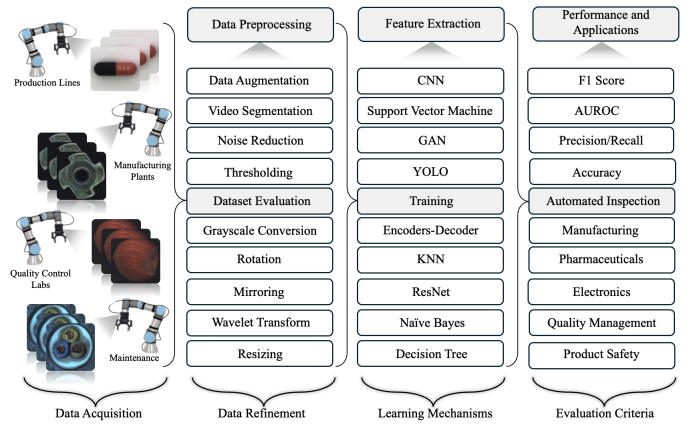 Production Lines
Manufacturing
Plants
Quality Control
Labs
Maintenance
Data Acquisition
Data Preprocessing
Data Augmentation
Video Segmentation
Noise Reduction
Thresholding
Dataset Evaluation
Grayscale Conversion
Rotation
Mirroring
Wavelet Transform
Resizing
Data Refinement
Feature Extraction
CNN
Support Vector Machine
GAN
YOLO
Training
Encoders-Decoder
KNN
ResNet
Naïve Bayes
Decision Tree
Learning Mechanisms
Performance and
Applications
F1 Score
AUROC
Precision/Recall
Accuracy
Automated Inspection
Manufacturing
Pharmaceuticals
Electronics
Quality Management
Product Safety
Evaluation Criteria